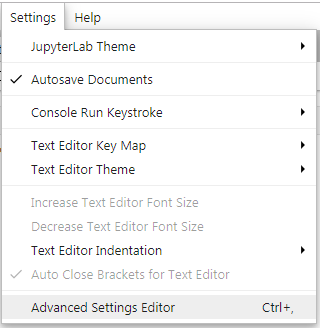 Settings Help
JupyterLab Theme
Autosave Documents
Console Run Keystroke
Text Editor Key Map
Text Editor Theme
Increase Text Editor Font Size
Decrease Text Editor Font Size
Text Editor Indentation
Auto Close Brackets for Text Editor
Advanced Settings Editor Ctrl+,